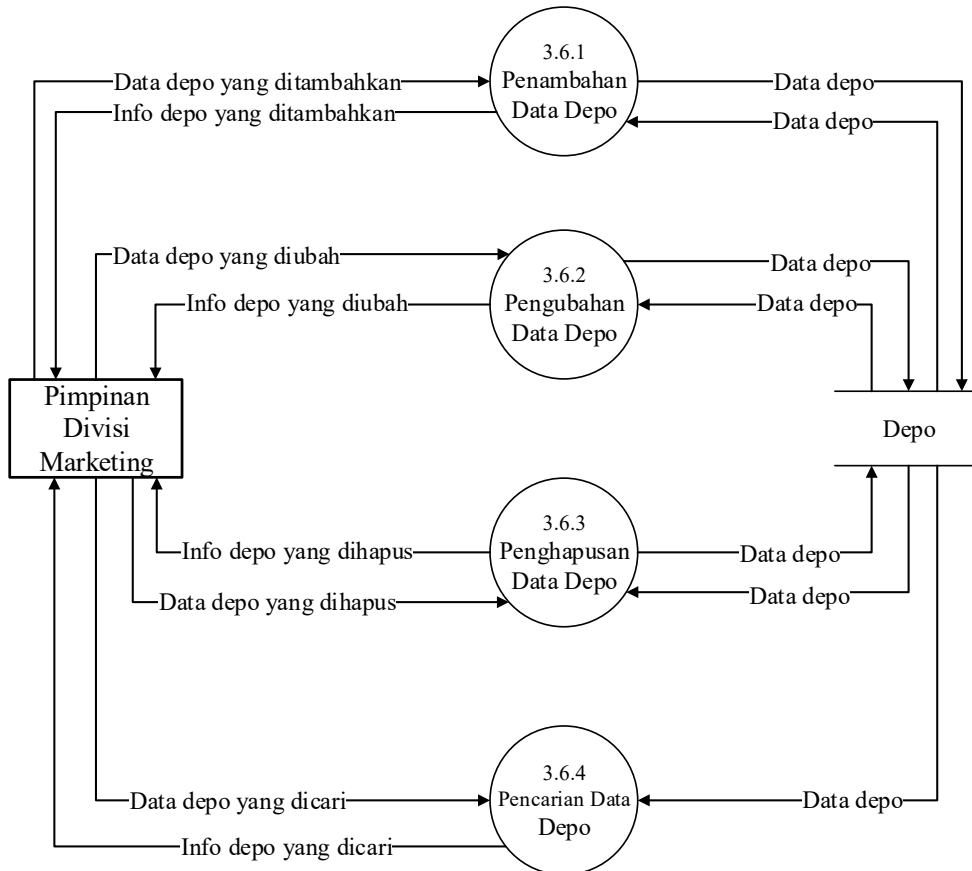 3.6.1
Penambahan
Data Depo
Data depo yang ditambahkan
Info depo yang ditambahkan
Data depo
Data depo
3.6.2
Pengubahan
Data Depo
Data depo yang diubah
Info depo yang diubah
Data depo
Data depo
Pimpinan
Divisi
Marketing
Depo
3.6.3
Penghapusan
Data Depo
Info depo yang dihapus
Data depo yang dihapus
Data depo
Data depo
3.6.4
Pencarian Data
Depo
Data depo yang dicari
Info depo yang dicari
Data depo